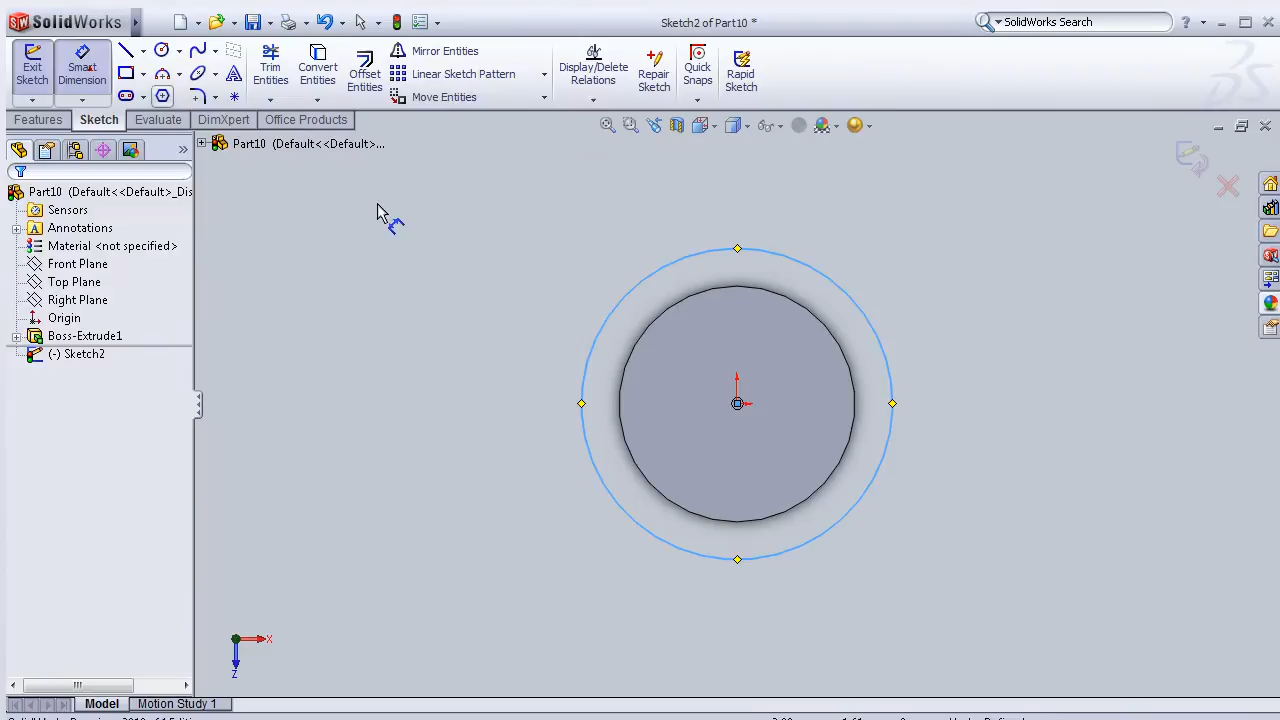 SolidWorks
Sketch2 of Part10 *
SolidWorks Search
Exit Sketch
Smart Dimension
Trim Entities
Convert Entities
Offset Entities
Mirror Entities
Linear Sketch Pattern
Move Entities
Display/Delete Relations
Repair Sketch
Quick Snaps
Rapid Sketch
Features
Sketch
Evaluate
DimXpert
Office Products
Part10 (Default<<Default>...
Part10 (Default<<Default>_Dis
Sensors
Annotations
Material <not specified>
Front Plane
Top Plane
Right Plane
Origin
Boss-Extrude1
(-) Sketch2
X
Z
Model
Motion Study 1